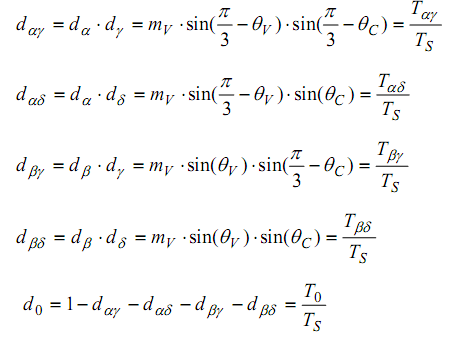 d_{αγ} = d_α · d_γ = m_V · sin(π/3 − θ_V) · sin(π/3 − θ_C) = T_{αγ}/T_S
d_{αδ} = d_α · d_δ = m_V · sin(π/3 − θ_V) · sin(θ_C) = T_{αδ}/T_S
d_{βγ} = d_β · d_γ = m_V · sin(θ_V) · sin(π/3 − θ_C) = T_{βγ}/T_S
d_{βδ} = d_β · d_δ = m_V · sin(θ_V) · sin(θ_C) = T_{βδ}/T_S
d_0 = 1 − d_{αγ} − d_{αδ} − d_{βγ} − d_{βδ} = T_0/T_S